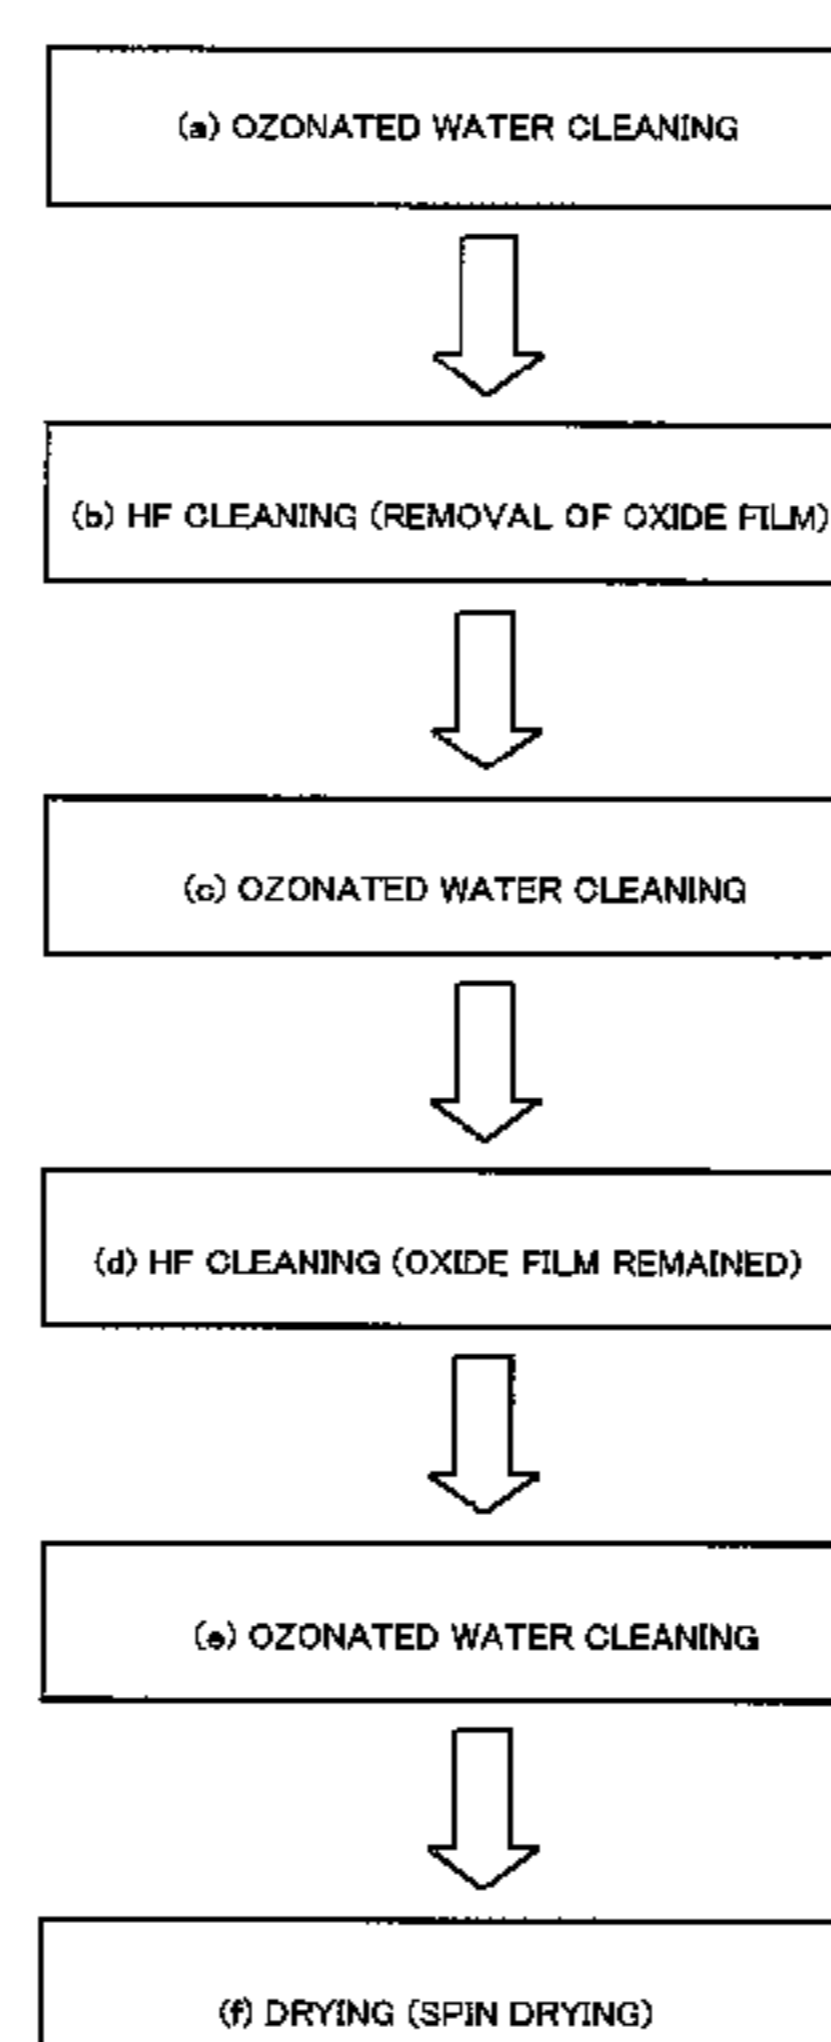 (a) OZONATED WATER CLEANING
(b) HF CLEANING (REMOVAL OF OXIDE FILM)
(c) OZONATED WATER CLEANING
(d) HF CLEANING (OXIDE FILM REMAINED)
(e) OZONATED WATER CLEANING
(f) DRYING (SPIN DRYING)